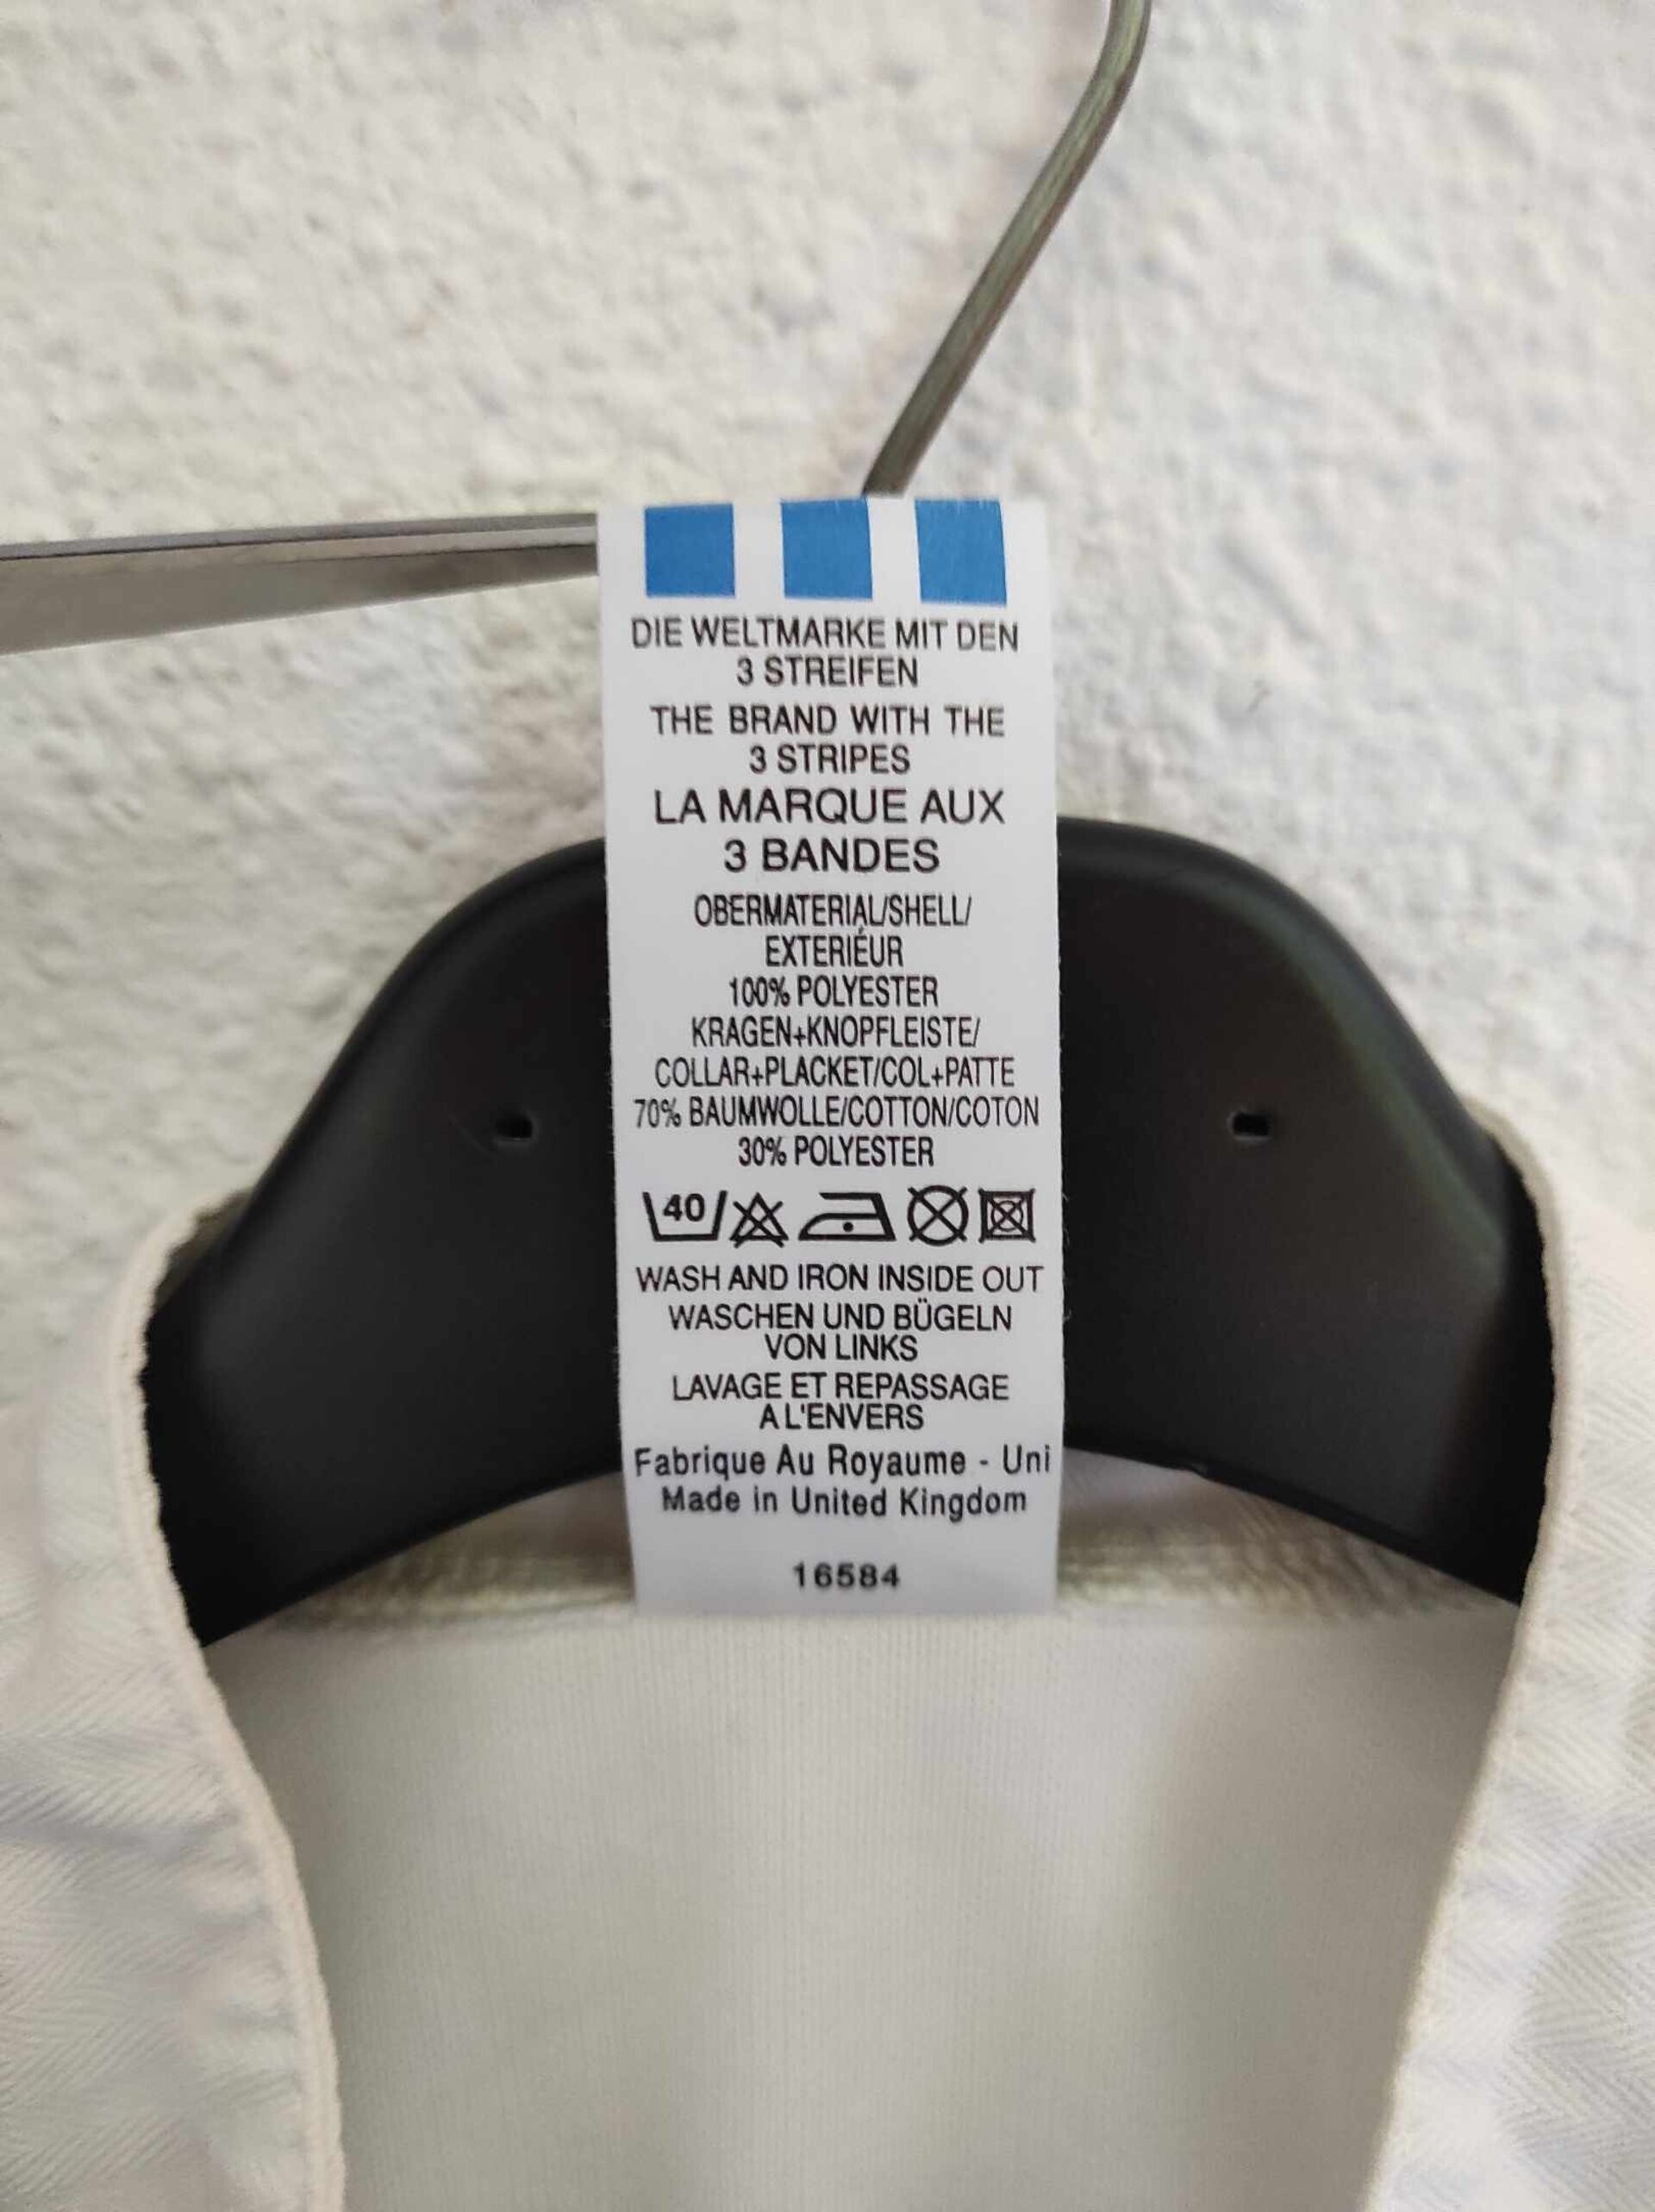 DIE WELTMARKE MIT DEN
3 STREIFEN
THE BRAND WITH THE
3 STRIPES
LA MARQUE AUX
3 BANDES
OBERMATERIAL/SHELL/
EXTERIÉUR
100% POLYESTER
KRAGEN+KNOPFLEISTE/
COLLAR+PLACKET/COL+PATTE
70% BAUMWOLLE/COTTON/COTON
30% POLYESTER
40
WASH AND IRON INSIDE OUT
WASCHEN UND BÜGELN
VON LINKS
LAVAGE ET REPASSAGE
A L'ENVERS
Fabrique Au Royaume - Uni
Made in United Kingdom
16584